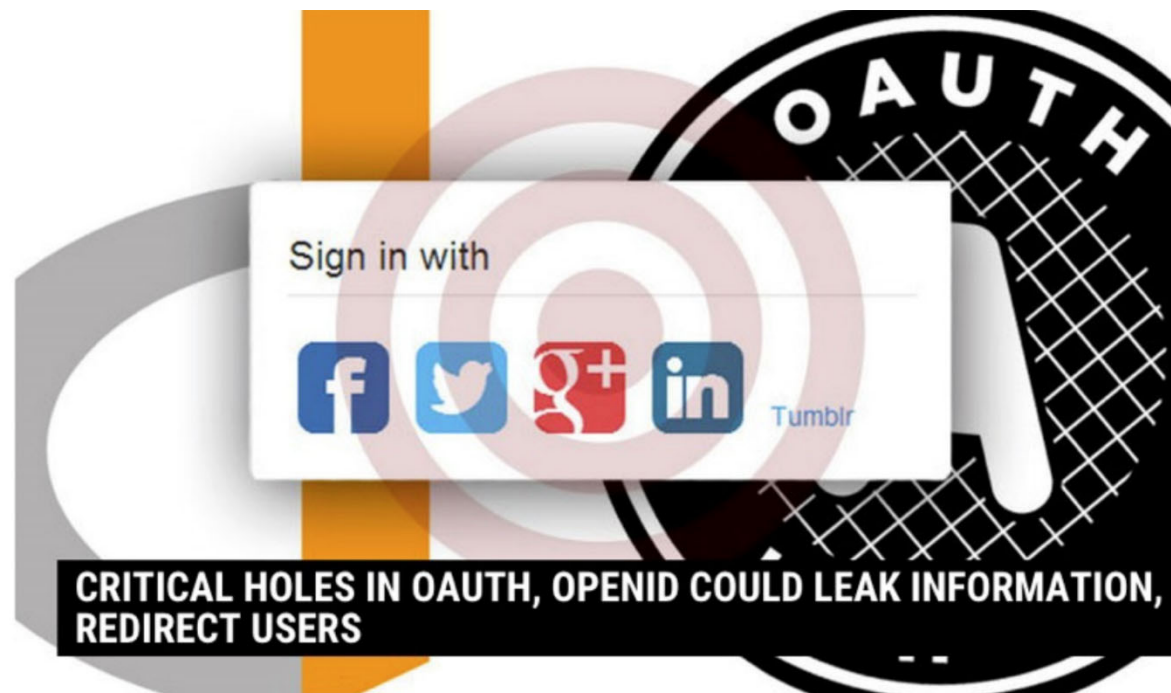 OAUTH
Sign in with
f
g+
in
Tumblr
CRITICAL HOLES IN OAUTH, OPENID COULD LEAK INFORMATION,
REDIRECT USERS